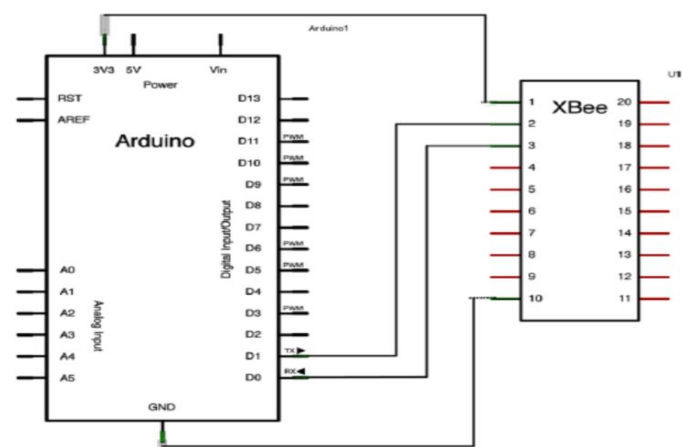 Arduino1
3V3 5V Vin
Power
RST D13
AREF D12
Arduino D11 PWM
D10 PWM
D9 PWM
D8
D7
Digital Input/Output
D6 PWM
A0 D5 PWM
A1 D4
Analog Input
A2 D3 PWM
A3 D2
A4 D1 TX
A5 D0 RX
GND
U1
XBee
1 20
2 19
3 18
4 17
5 16
6 15
7 14
8 13
9 12
10 11